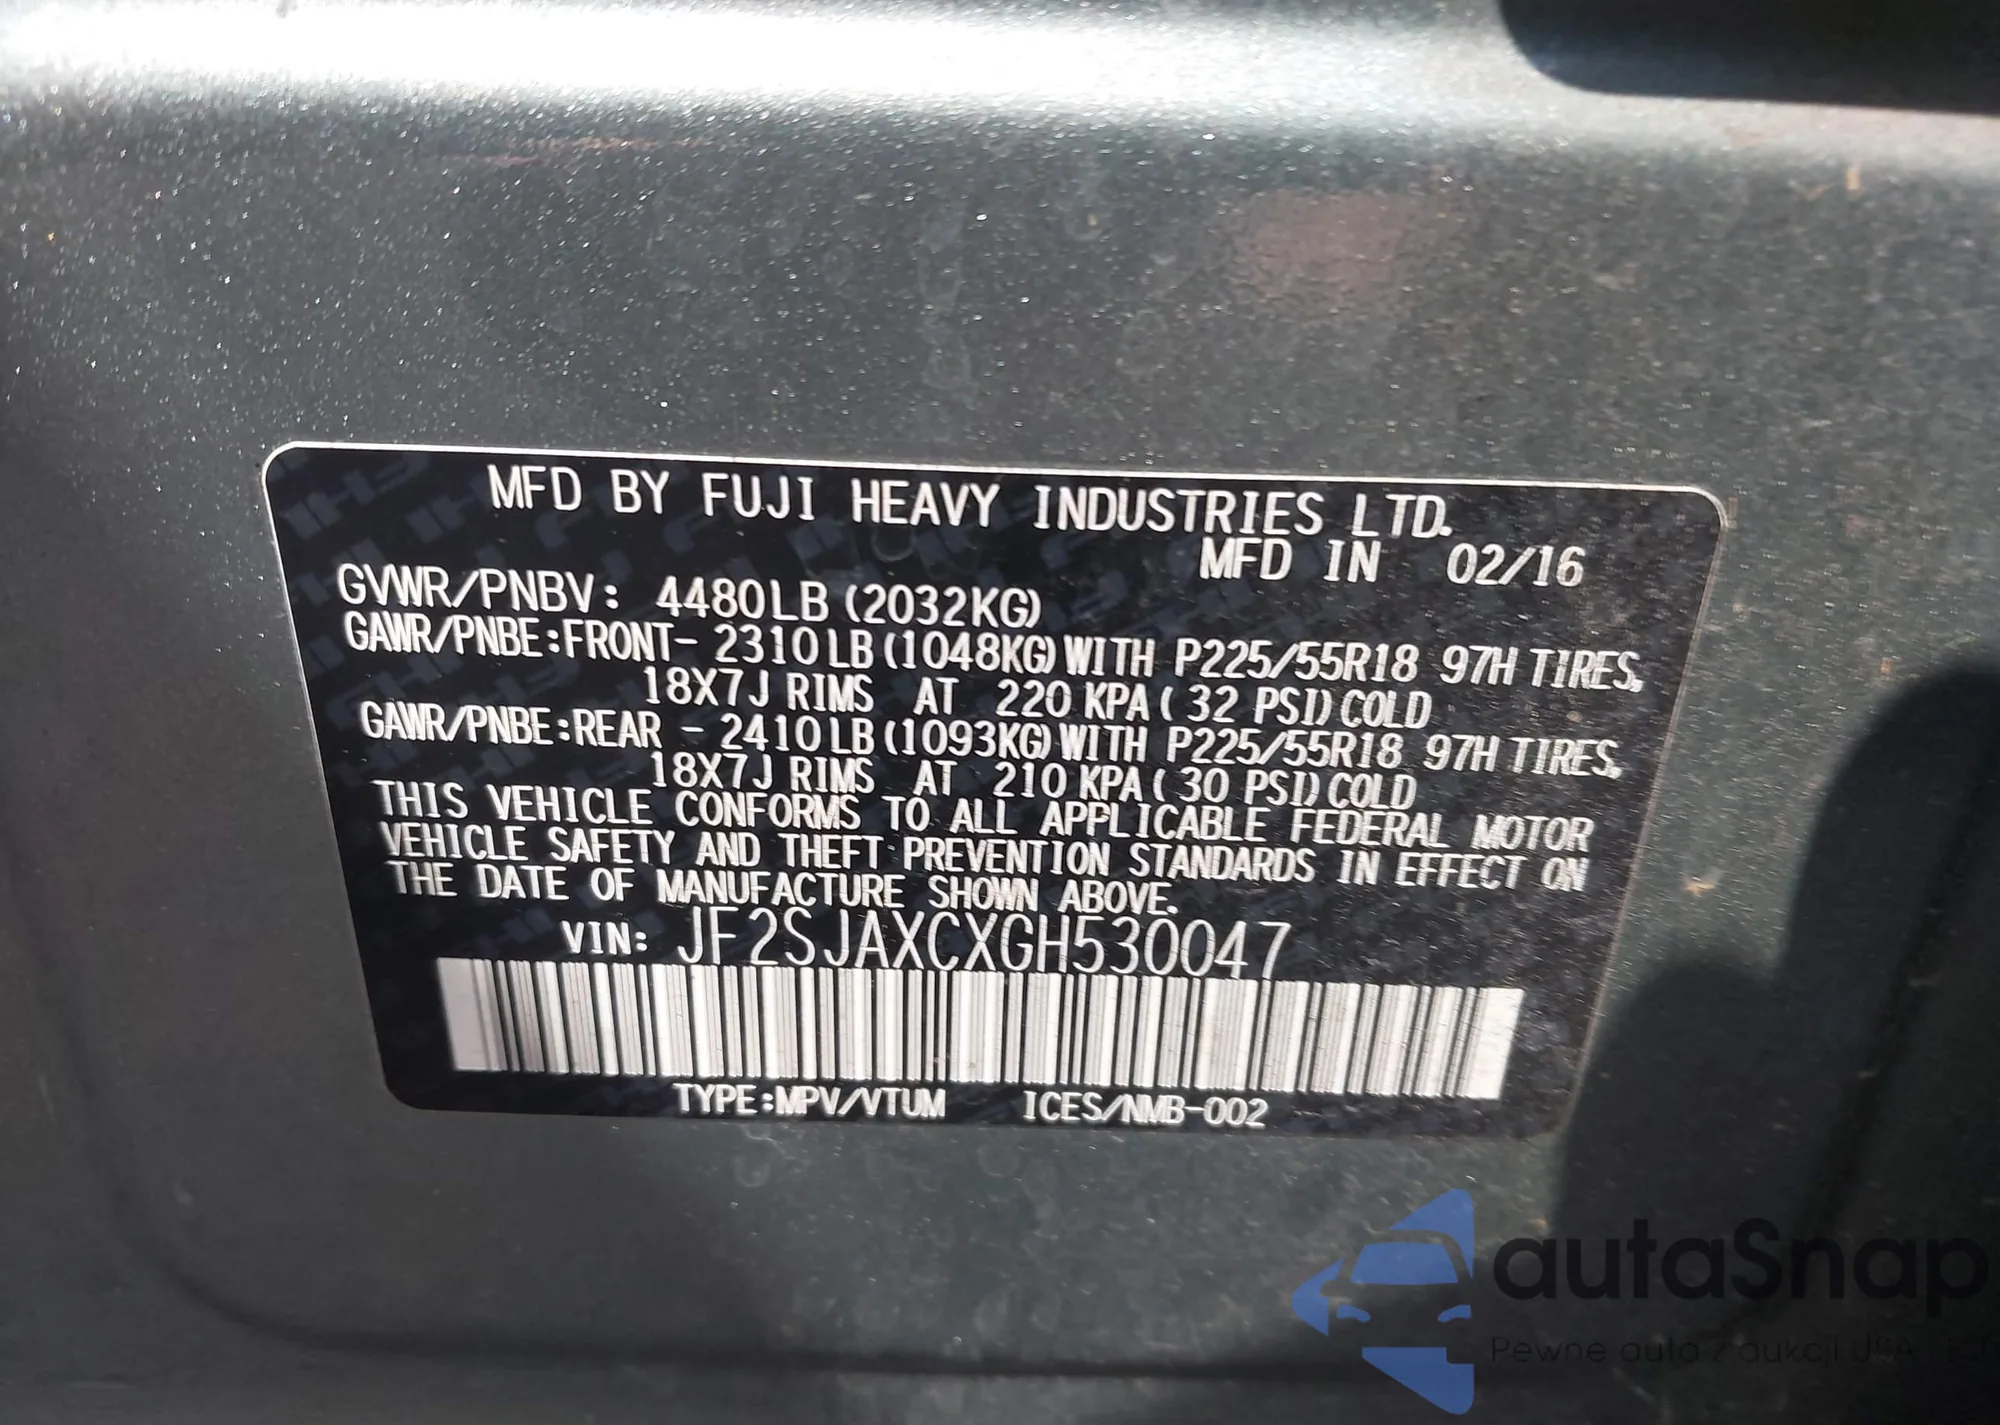 MFD BY FUJI HEAVY INDUSTRIES LTD.
MFD IN 02/16
GVWR/PNBV: 4480LB (2032KG)
GAWR/PNBE:FRONT- 2310LB (1048KG) WITH P225/55R18 97H TIRES,
18X7J RIMS AT 220 KPA ( 32 PSI) COLD
GAWR/PNBE:REAR - 2410LB (1093KG) WITH P225/55R18 97H TIRES,
18X7J RIMS AT 210 KPA ( 30 PSI) COLD
THIS VEHICLE CONFORMS TO ALL APPLICABLE FEDERAL MOTOR
VEHICLE SAFETY AND THEFT PREVENTION STANDARDS IN EFFECT ON
THE DATE OF MANUFACTURE SHOWN ABOVE.
VIN: JF2SJAXCXGH530047
TYPE:MPV/VTUM ICES/NMB-002
autaSnap
Pewne auta z aukcji USA